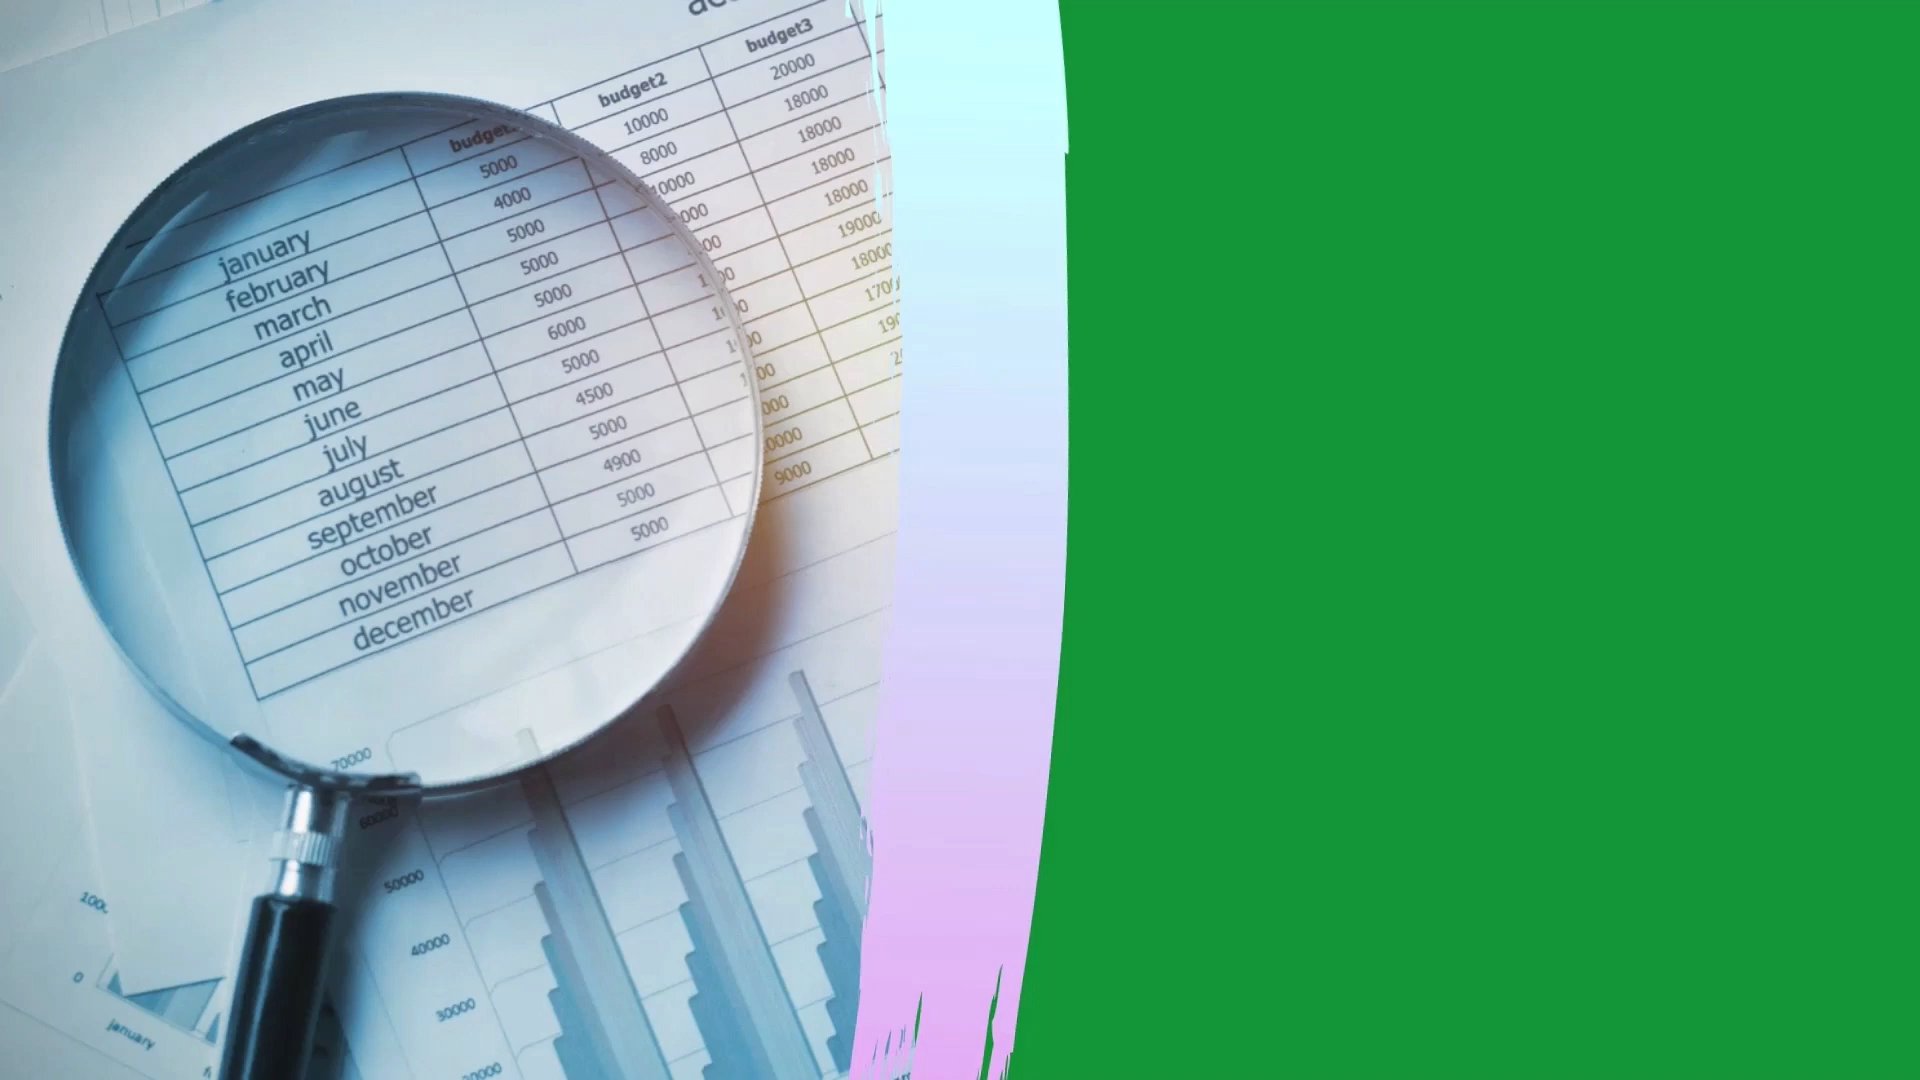 budget2 budget3
january 5000 10000 20000
february 4000 8000 18000
march 5000 10000 18000
april 5000 18000
may 5000 18000
june 6000 19000
july 5000 18000
august 4500
september 5000
october 4900
november 5000
december 5000 9000
70000
60000
50000
40000
30000
0
january